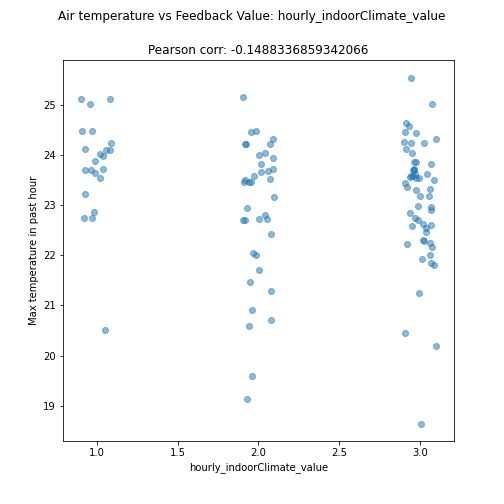 Air temperature vs Feedback Value: hourly_indoorClimate_value
Pearson corr: -0.1488336859342066
25
24
23
22
21
20
19
Max temperature in past hour
1.0 1.5 2.0 2.5 3.0
hourly_indoorClimate_value